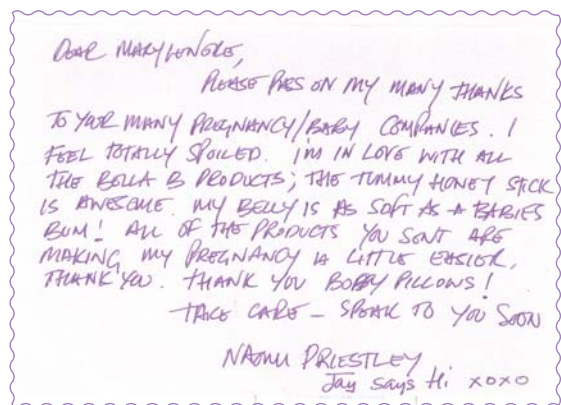 DEAR MARYLENORE,
PLEASE PASS ON MY MANY THANKS
TO YOUR MANY PREGNANCY/BABY COMPANIES. I
FEEL TOTALLY SPOILED. I'M IN LOVE WITH ALL
THE BELLA B PRODUCTS; THE TUMMY HONEY STICK
IS AWESOME. MY BELLY IS AS SOFT AS A BABIES
BUM! ALL OF THE PRODUCTS YOU SENT ARE
MAKING MY PREGNANCY A LITTLE EASIER.
THANK YOU. THANK YOU BOBBY PILLOWS!
TAKE CARE - SPEAK TO YOU SOON
NAOMI PRIESTLEY
Jay says Hi xoxo